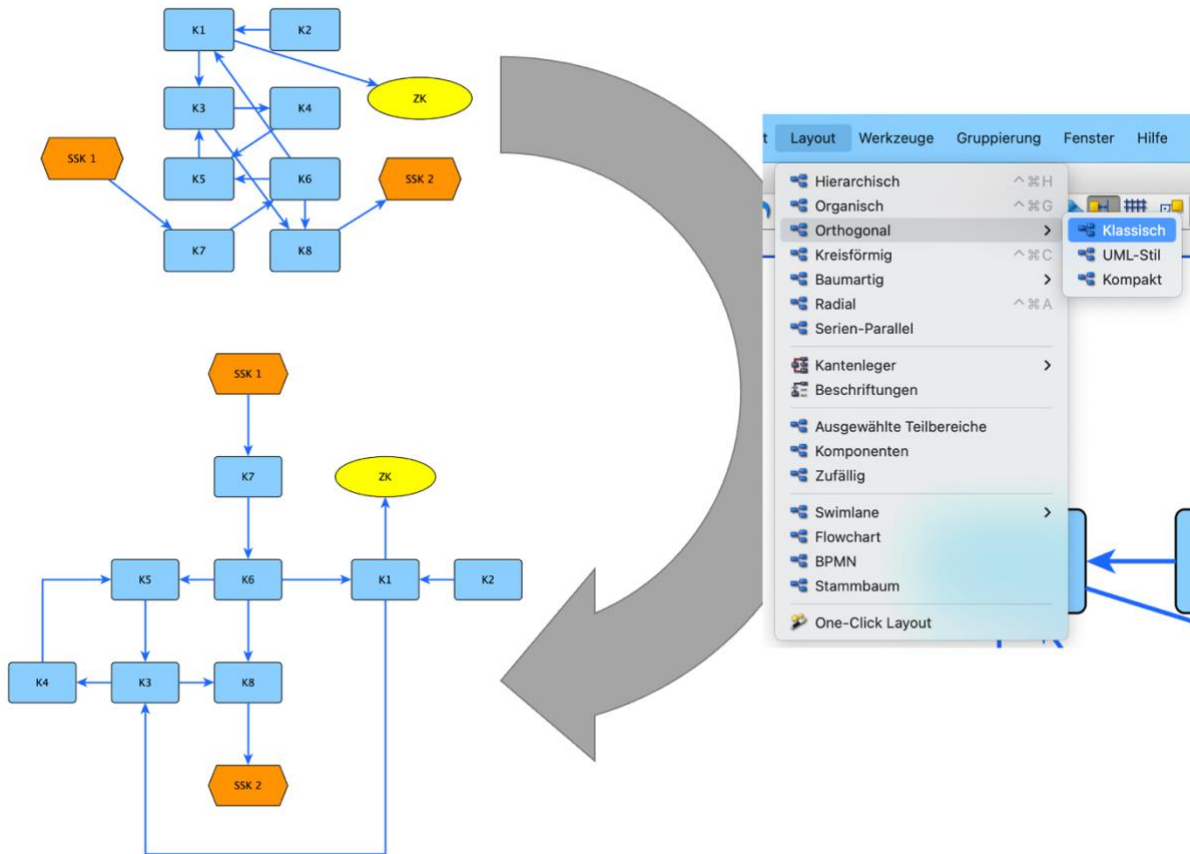 K1
K2
K3
K4
ZK
SSK 1
K5
K6
SSK 2
K7
K8
t Layout Werkzeuge Gruppierung Fenster Hilfe
Hierarchisch ^⌘H
Organisch ^⌘G
Orthogonal >
Kreisförmig ^⌘C
Baumartig >
Radial ^⌘A
Serien-Parallel
Kantenleger >
Beschriftungen
Ausgewählte Teilbereiche
Komponenten
Zufällig
Swimlane >
Flowchart
BPMN
Stammbaum
One-Click Layout
Klassisch
UML-Stil
Kompakt
SSK 1
K7
ZK
K5
K6
K1
K2
K4
K3
K8
SSK 2